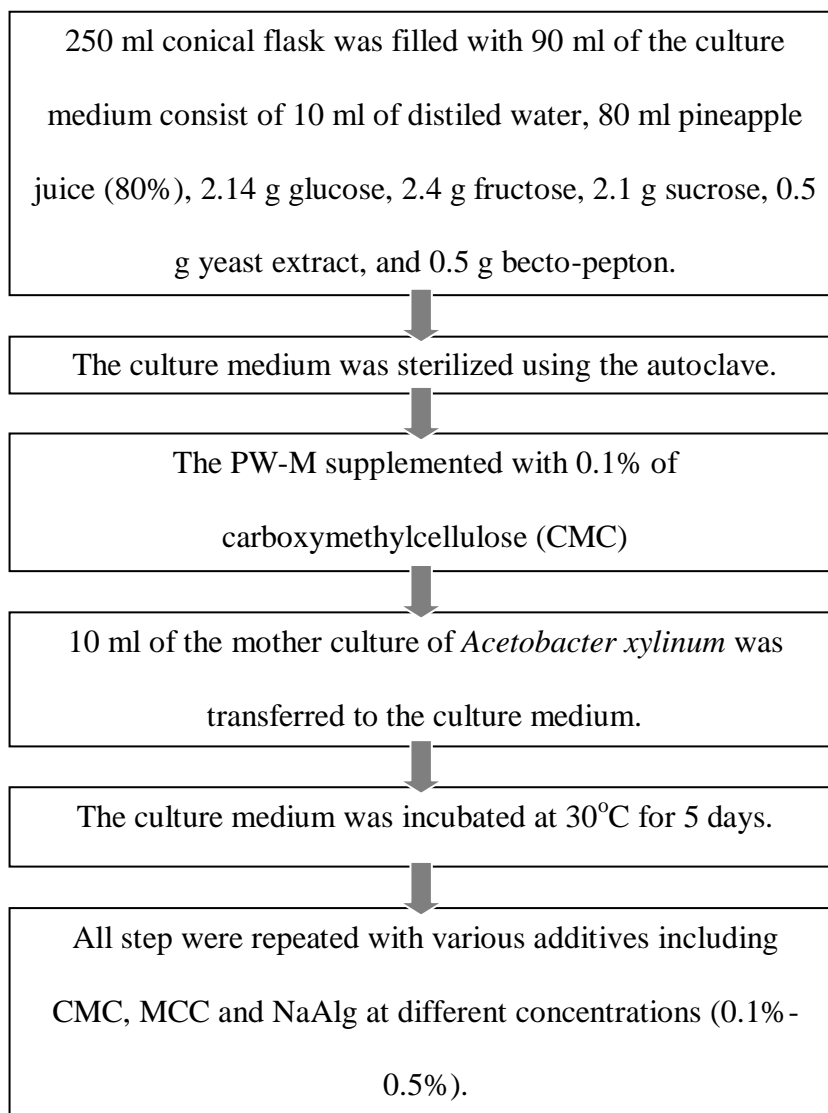 250 ml conical flask was filled with 90 ml of the culture
medium consist of 10 ml of distiled water, 80 ml pineapple
juice (80%), 2.14 g glucose, 2.4 g fructose, 2.1 g sucrose, 0.5
g yeast extract, and 0.5 g becto-pepton.
The culture medium was sterilized using the autoclave.
The PW-M supplemented with 0.1% of
carboxymethylcellulose (CMC)
10 ml of the mother culture of Acetobacter xylinum was
transferred to the culture medium.
The culture medium was incubated at 30°C for 5 days.
All step were repeated with various additives including
CMC, MCC and NaAlg at different concentrations (0.1%-
0.5%).